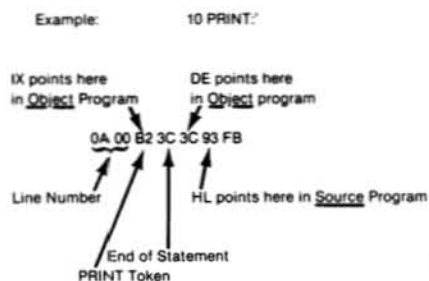 Example: 10 PRINT:'
IX points here DE points here
in Object Program in Object program
0A 00 B2 3C 3C 93 FB
Line Number HL points here in Source Program
End of Statement
PRINT Token